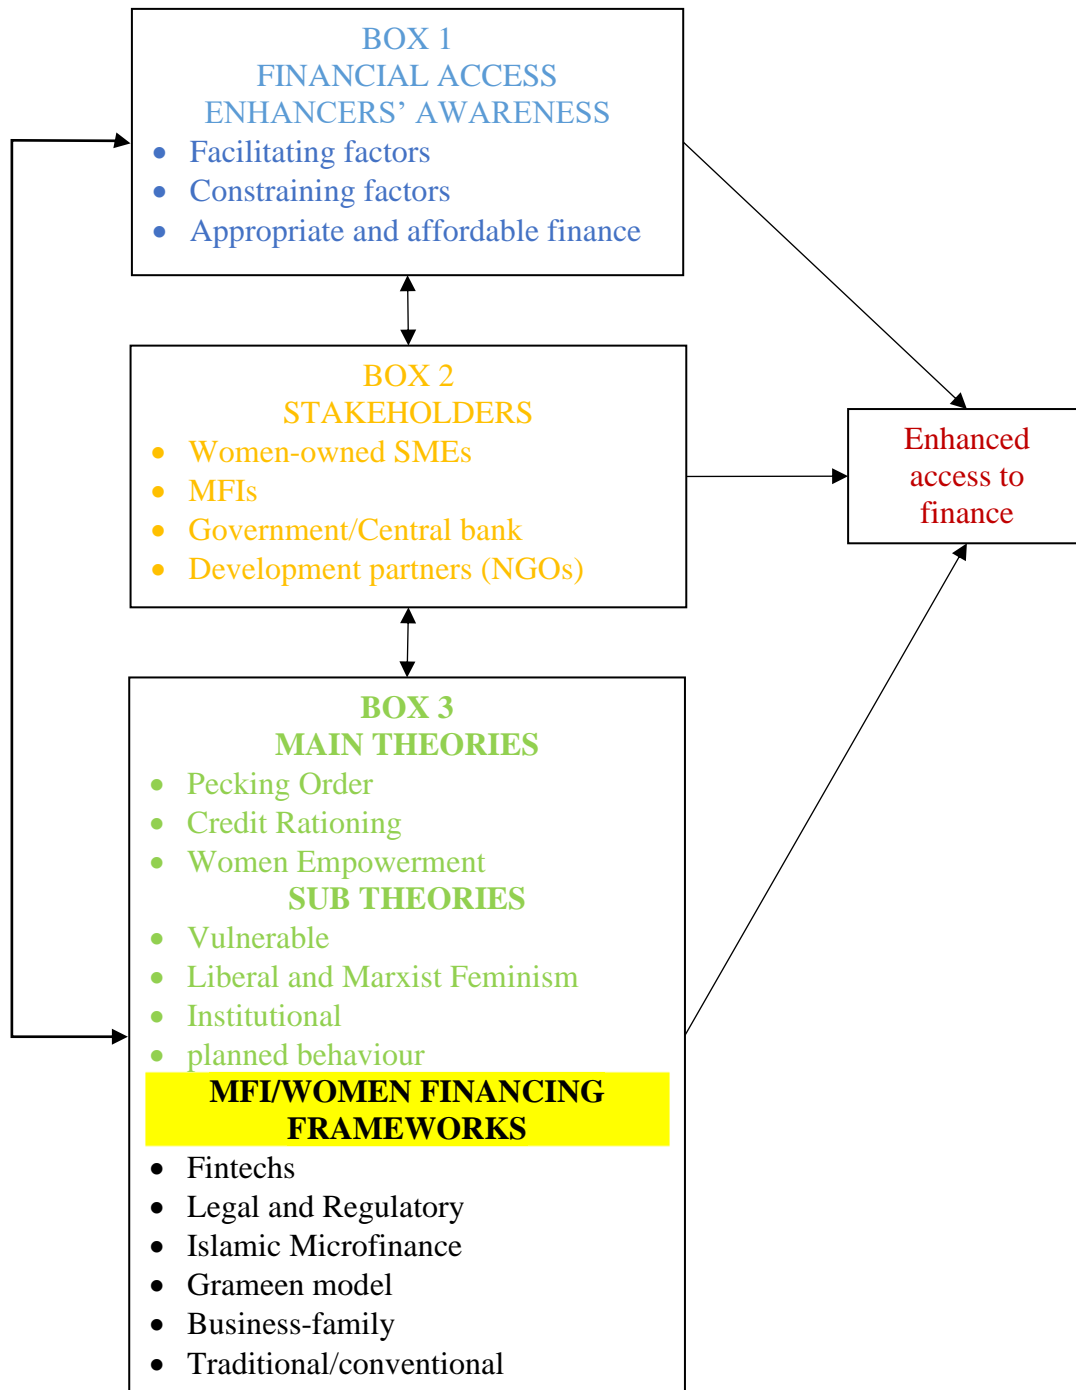 BOX 1
FINANCIAL ACCESS
ENHANCERS’ AWARENESS
• Facilitating factors
• Constraining factors
• Appropriate and affordable finance
BOX 2
STAKEHOLDERS
• Women-owned SMEs
• MFIs
• Government/Central bank
• Development partners (NGOs)
Enhanced
access to
finance
BOX 3
MAIN THEORIES
• Pecking Order
• Credit Rationing
• Women Empowerment
SUB THEORIES
• Vulnerable
• Liberal and Marxist Feminism
• Institutional
• planned behaviour
MFI/WOMEN FINANCING
FRAMEWORKS
• Fintechs
• Legal and Regulatory
• Islamic Microfinance
• Grameen model
• Business-family
• Traditional/conventional